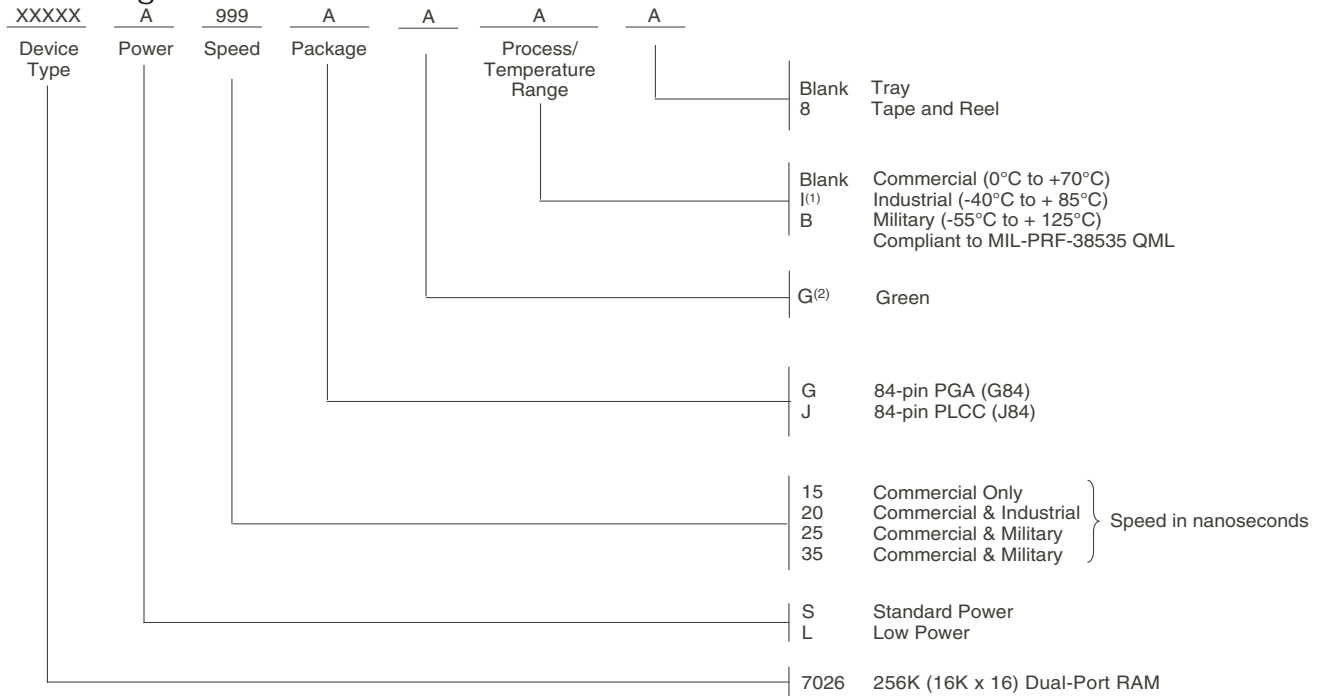 XXXXX A 999 A A A A
Device Type Power Speed Package Process/ Temperature Range
Blank Tray
8 Tape and Reel
Blank Commercial (0°C to +70°C)
I(1) Industrial (-40°C to + 85°C)
B Military (-55°C to + 125°C)
Compliant to MIL-PRF-38535 QML
G(2) Green
G 84-pin PGA (G84)
J 84-pin PLCC (J84)
15 Commercial Only
20 Commercial & Industrial
25 Commercial & Military
35 Commercial & Military
Speed in nanoseconds
S Standard Power
L Low Power
7026 256K (16K x 16) Dual-Port RAM